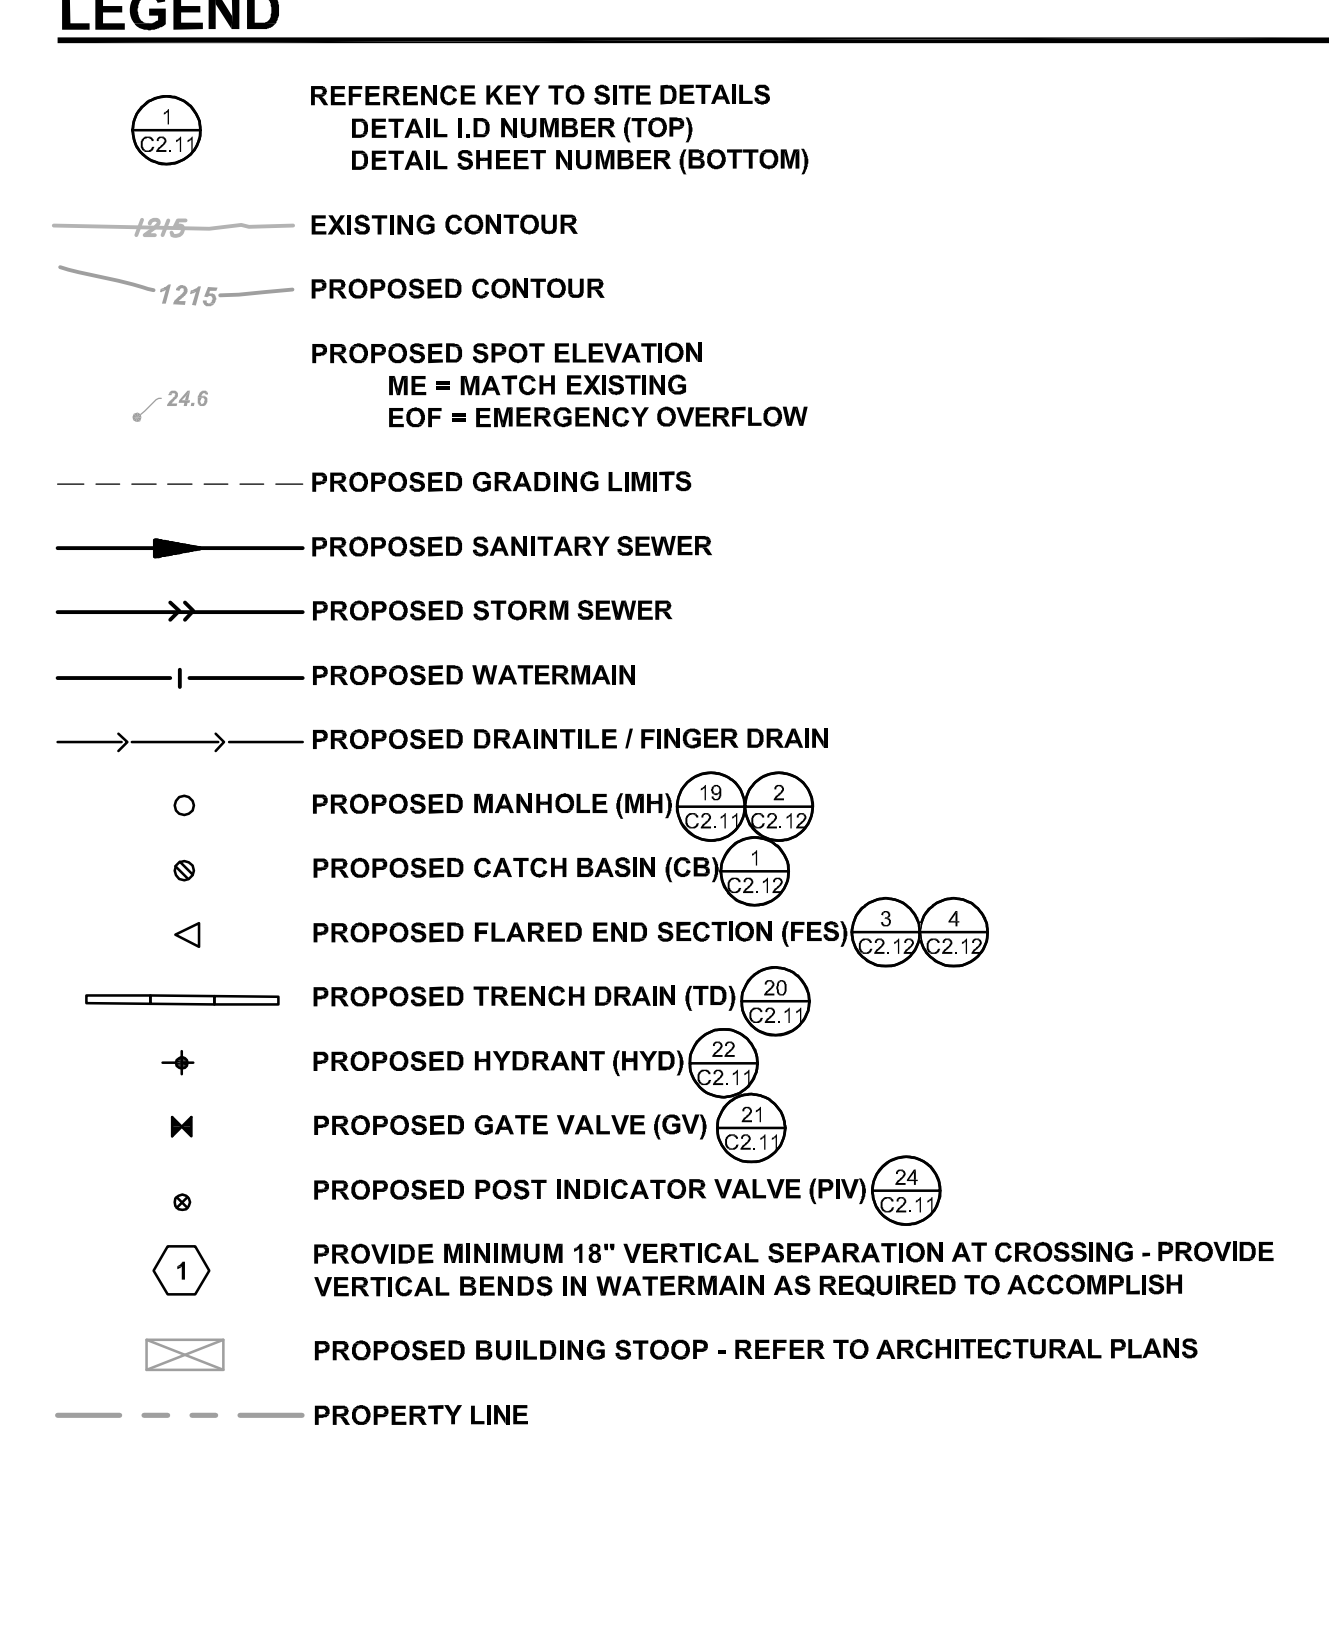 LEGEND
1
C2.11
REFERENCE KEY TO SITE DETAILS
DETAIL I.D NUMBER (TOP)
DETAIL SHEET NUMBER (BOTTOM)
1215 EXISTING CONTOUR
1215 PROPOSED CONTOUR
PROPOSED SPOT ELEVATION
ME = MATCH EXISTING
24.6
EOF = EMERGENCY OVERFLOW
PROPOSED GRADING LIMITS
PROPOSED SANITARY SEWER
PROPOSED STORM SEWER
PROPOSED WATERMAIN
PROPOSED DRAINTILE / FINGER DRAIN
PROPOSED MANHOLE (MH)
19
C2.11
2
C2.12
PROPOSED CATCH BASIN (CB)
1
C2.12
PROPOSED FLARED END SECTION (FES)
3
C2.12
4
C2.12
PROPOSED TRENCH DRAIN (TD)
20
C2.11
PROPOSED HYDRANT (HYD)
22
C2.11
PROPOSED GATE VALVE (GV)
21
C2.11
PROPOSED POST INDICATOR VALVE (PIV)
24
C2.11
1
PROVIDE MINIMUM 18" VERTICAL SEPARATION AT CROSSING - PROVIDE
VERTICAL BENDS IN WATERMAIN AS REQUIRED TO ACCOMPLISH
PROPOSED BUILDING STOOP - REFER TO ARCHITECTURAL PLANS
PROPERTY LINE